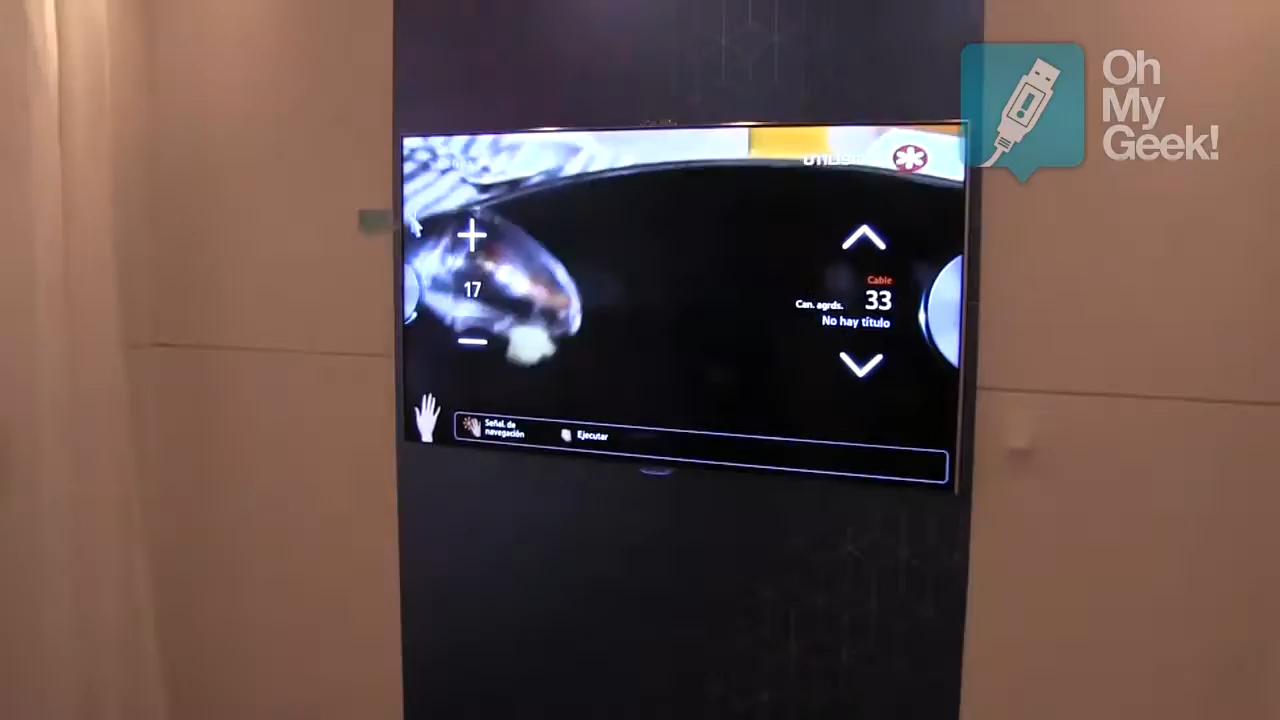 Oh
My
Geek!
+
17
−
Cable
Can. agrds. 33
No hay título
Señal. de
navegación
Ejecutar